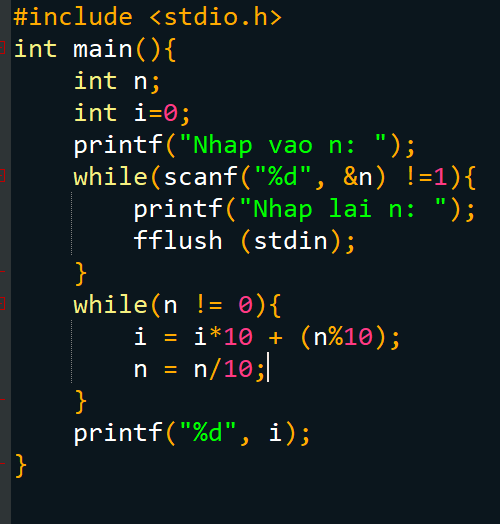 #include <stdio.h>
int main(){
    int n;
    int i=0;
    printf("Nhap vao n: ");
    while(scanf("%d", &n) !=1){
        printf("Nhap lai n: ");
        fflush (stdin);
    }
    while(n != 0){
        i = i*10 + (n%10);
        n = n/10;
    }
    printf("%d", i);
}